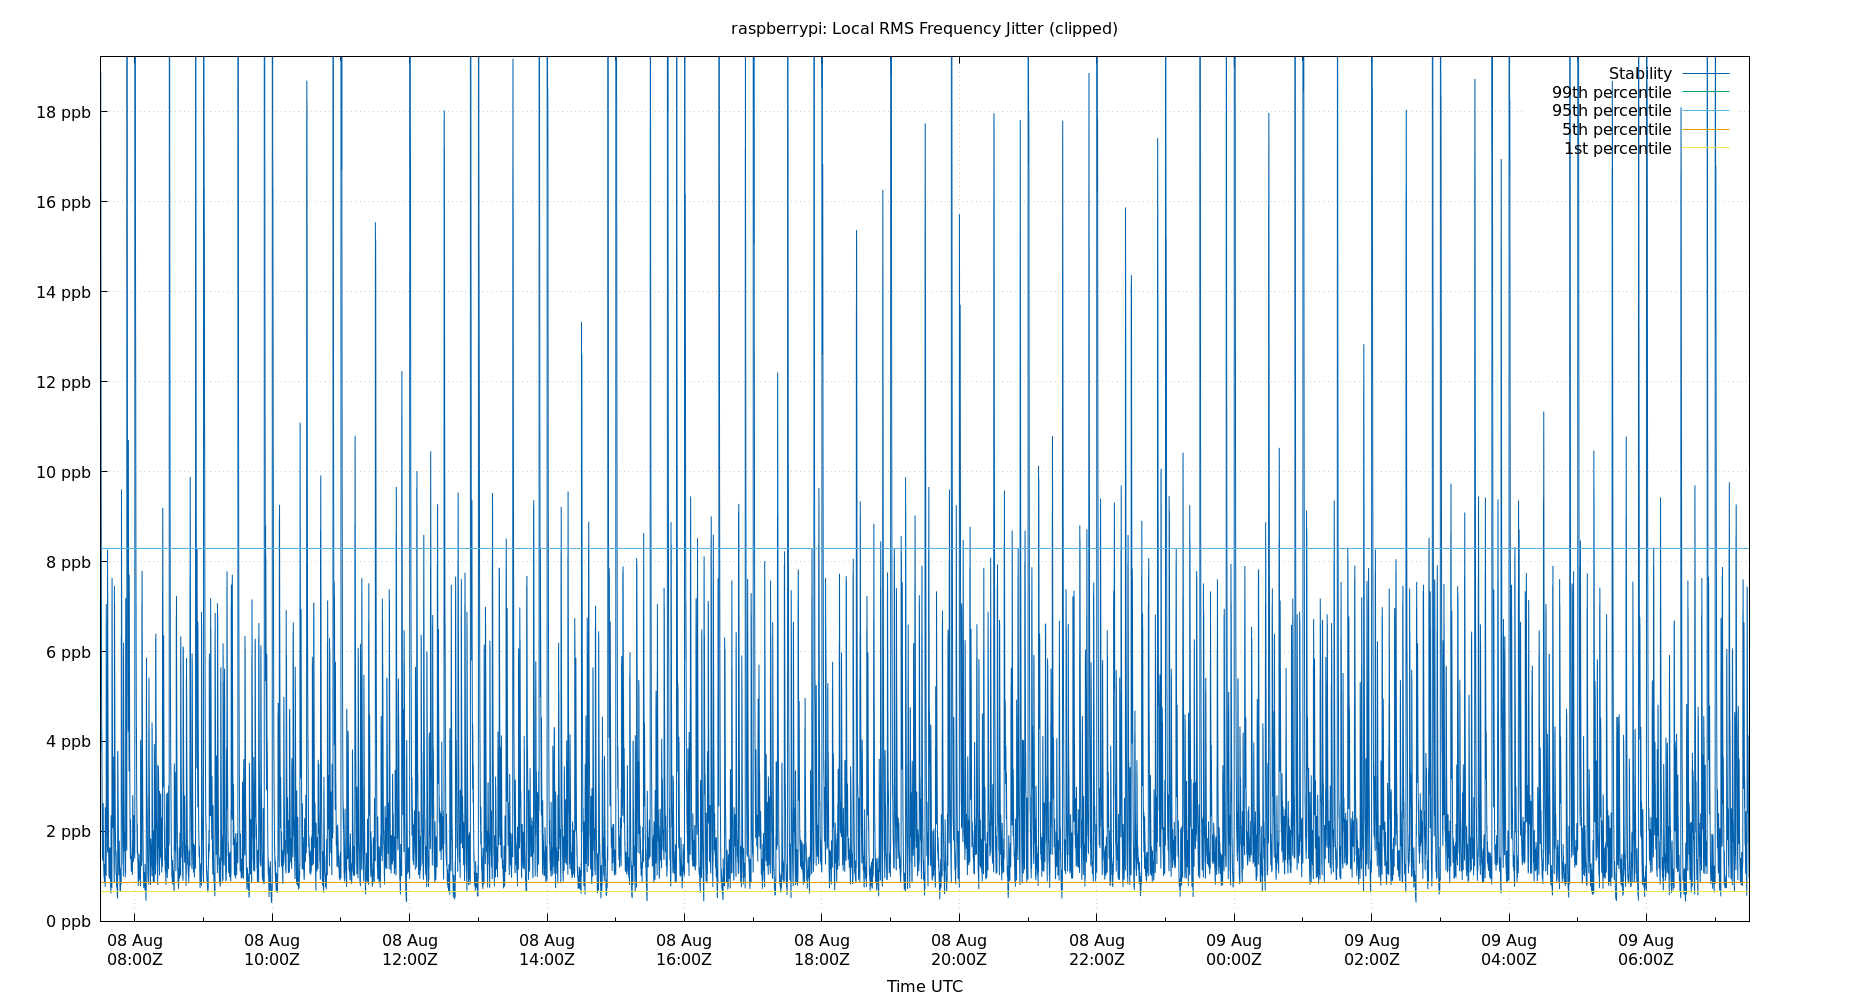 raspberrypi: Local RMS Frequency Jitter (clipped)
Stability
99th percentile
95th percentile
5th percentile
1st percentile
18 ppb
16 ppb
14 ppb
12 ppb
10 ppb
8 ppb
6 ppb
4 ppb
2 ppb
0 ppb
08 Aug 08 Aug 08 Aug 08 Aug 08 Aug 08 Aug 08 Aug 08 Aug 09 Aug 09 Aug 09 Aug 09 Aug
08:00Z 10:00Z 12:00Z 14:00Z 16:00Z 18:00Z 20:00Z 22:00Z 00:00Z 02:00Z 04:00Z 06:00Z
Time UTC